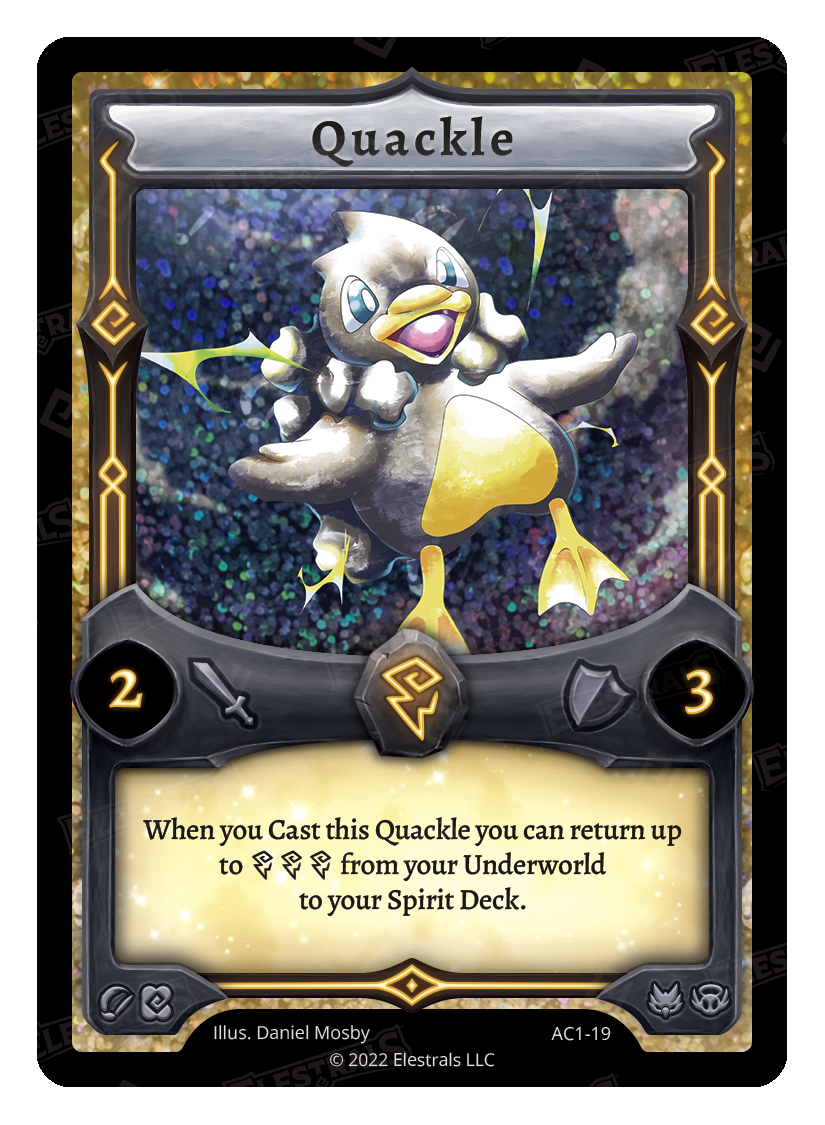 Quackle
2
3
When you Cast this Quackle you can return up
to from your Underworld
to your Spirit Deck.
Illus. Daniel Mosby
AC1-19
© 2022 Elestrals LLC